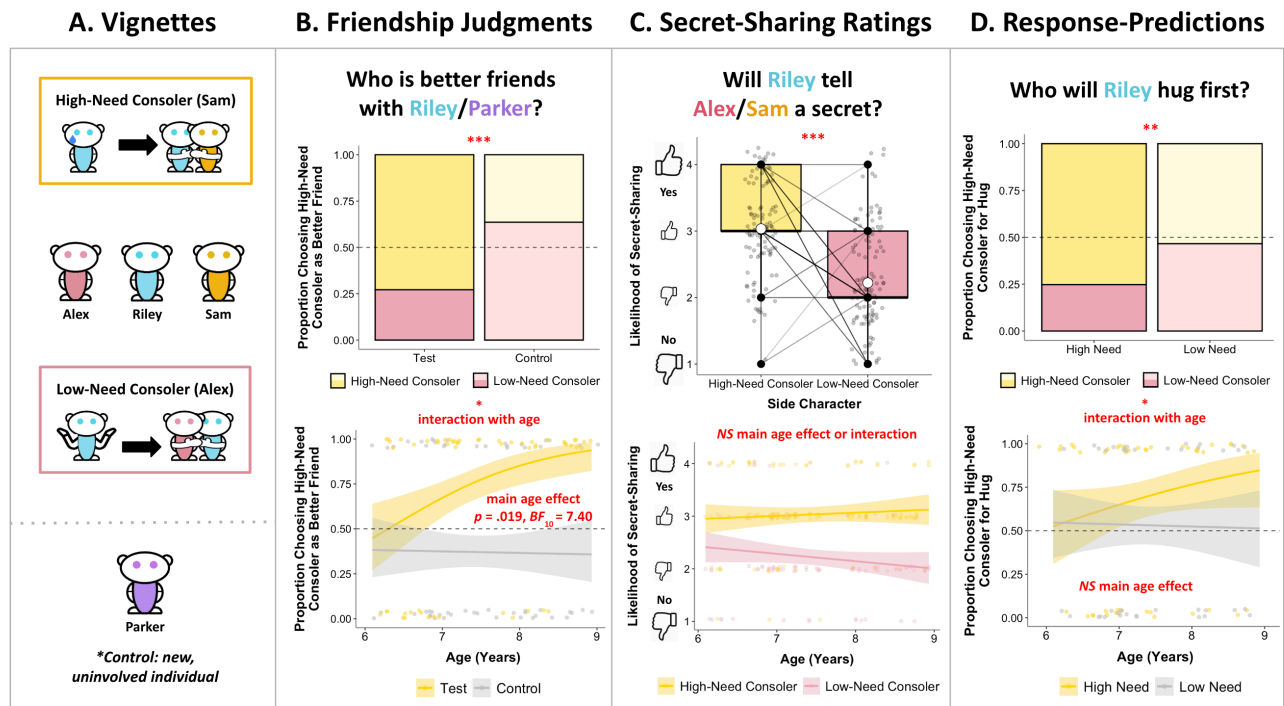 A. Vignettes
High-Need Consoler (Sam)
Alex
Riley
Sam
Low-Need Consoler (Alex)
Parker
*Control: new,
uninvolved individual
B. Friendship Judgments
Who is better friends
with Riley/Parker?
***
Proportion Choosing High-Need
Consoler as Better Friend
1.00
0.75
0.50
0.25
0.00
Test
Control
High-Need Consoler
Low-Need Consoler
*
interaction with age
Proportion Choosing High-Need
Consoler as Better Friend
1.00
0.75
0.50
0.25
0.00
main age effect
p = .019, BF10 = 7.40
6
7
8
9
Age (Years)
Test
Control
C. Secret-Sharing Ratings
Will Riley tell
Alex/Sam a secret?
***
Likelihood of Secret-Sharing
Yes
No
4
3
2
1
High-Need Consoler
Low-Need Consoler
Side Character
NS main age effect or interaction
Likelihood of Secret-Sharing
Yes
No
4
3
2
1
6
7
8
9
Age (Years)
High-Need Consoler
Low-Need Consoler
D. Response-Predictions
Who will Riley hug first?
**
Proportion Choosing High-Need
Consoler for Hug
1.00
0.75
0.50
0.25
0.00
High Need
Low Need
High-Need Consoler
Low-Need Consoler
*
interaction with age
Proportion Choosing High-Need
Consoler for Hug
1.00
0.75
0.50
0.25
0.00
NS main age effect
6
7
8
9
Age (Years)
High Need
Low Need